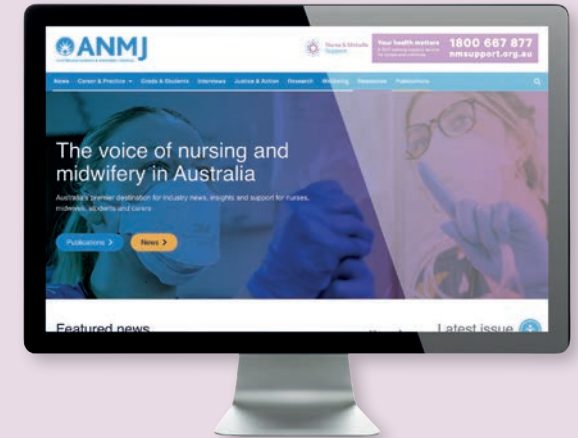 ANMJ
Nurse & Midwife
Support
Your health matters
1800 667 877
nmsupport.org.au
News Career & Practice Grads & Students Interviews Justice & Action Research Wellbeing Resources Publications
The voice of nursing and
midwifery in Australia
Australia's premier destination for industry news, insights and support for nurses,
midwives, students and carers
Publications
News
Featured news
Latest issue